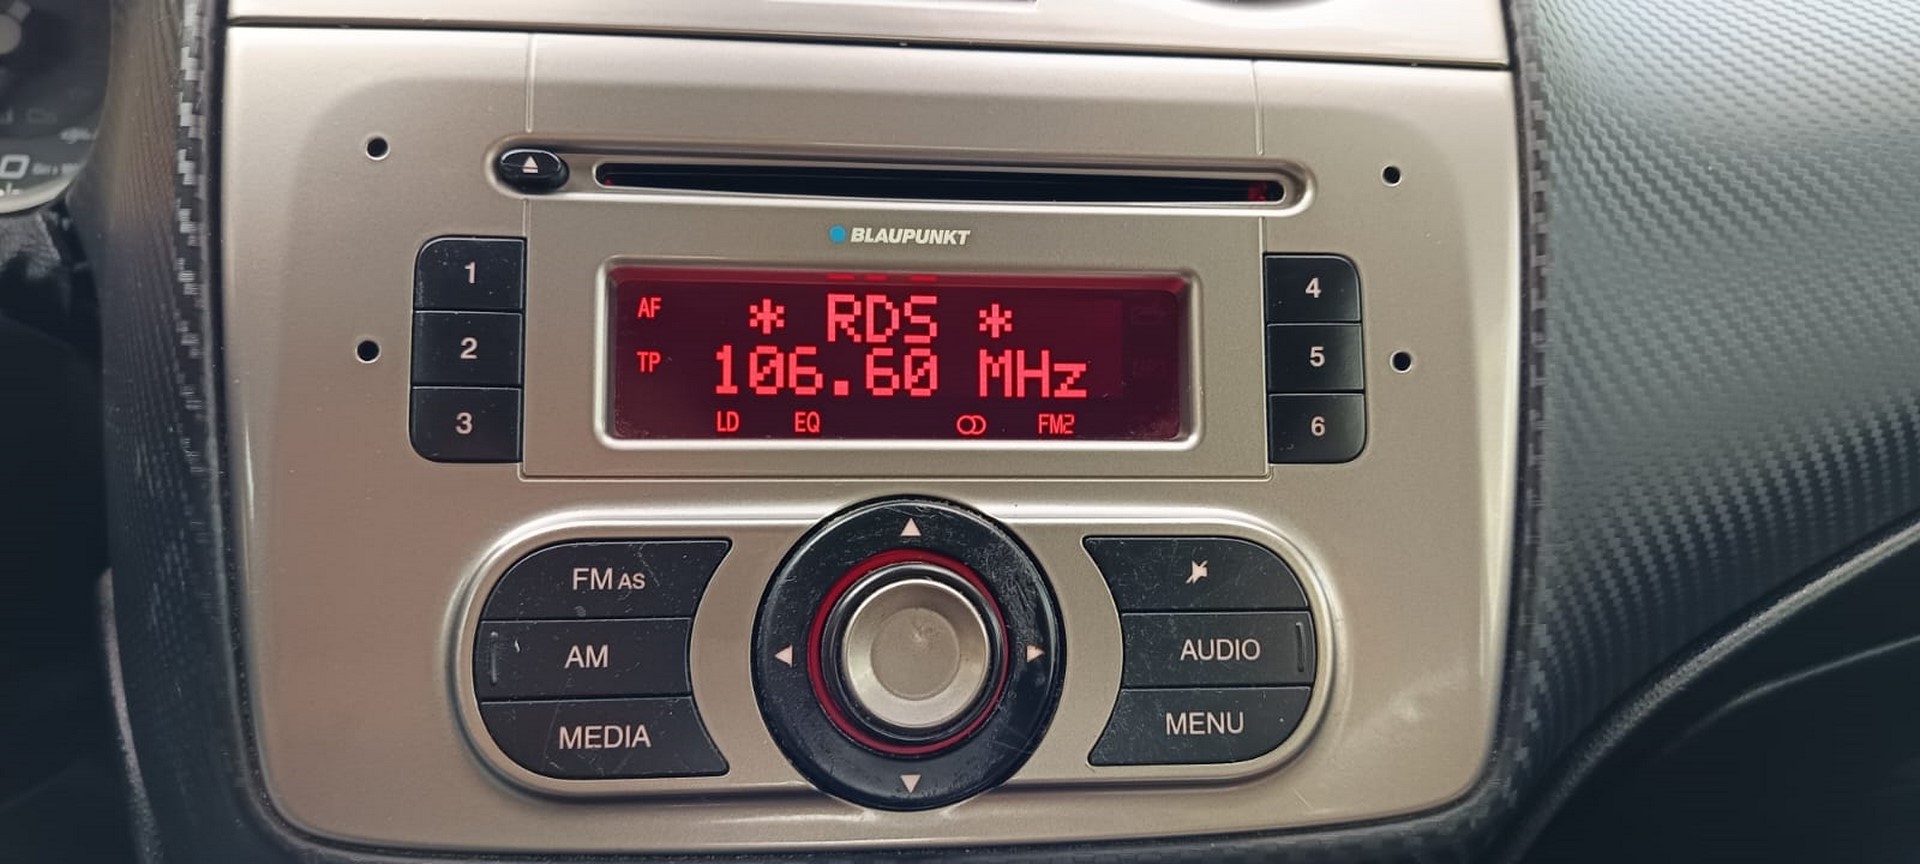 BLAUPUNKT
1
2
3
AF
* RDS *
TP
106.60 MHz
LD EQ FM2
4
5
6
FM AS
AM
MEDIA
AUDIO
MENU